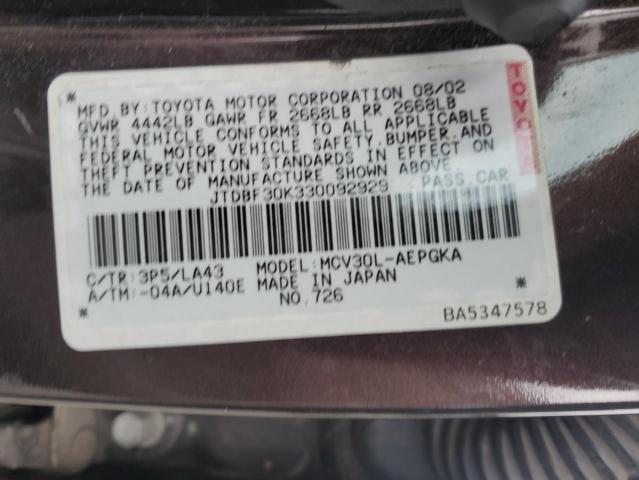 MFD.BY:TOYOTA MOTOR CORPORATION 08/02
GVWR 4442LB GAWR FR 2668LB RR 2668LB
THIS VEHICLE CONFORMS TO ALL APPLICABLE
FEDERAL MOTOR VEHICLE SAFETY,BUMPER,AND
THEFT PREVENTION STANDARDS IN EFFECT ON
THE DATE OF MANUFACTURE SHOWN ABOVE.
JTDBF30K330092929 PASS.CAR
C/TR:3P5/LA43 MODEL:MCV30L-AEPGKA
A/TM:-04A/U140E MADE IN JAPAN
NO.726
BA5347578